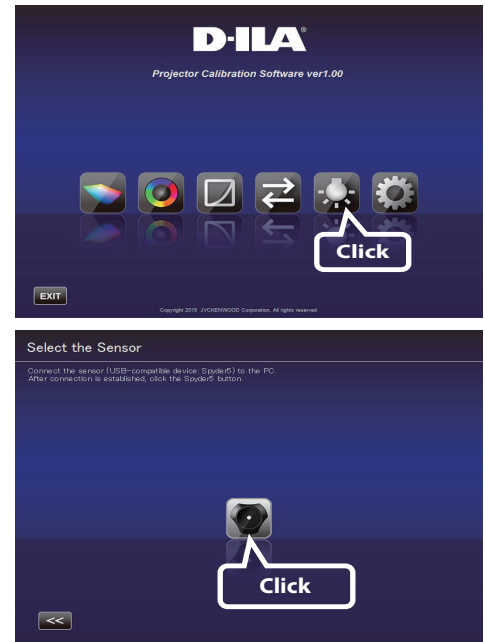 D-ILA®
Projector Calibration Software ver1.00
Click
EXIT
Copyright 2015 JVCKENWOOD Corporation. All rights reserved
Select the Sensor
Connect the sensor (USB-compatible device: Spyder5) to the PC.
After connection is established, click the Spyder5 button.
Click
<<